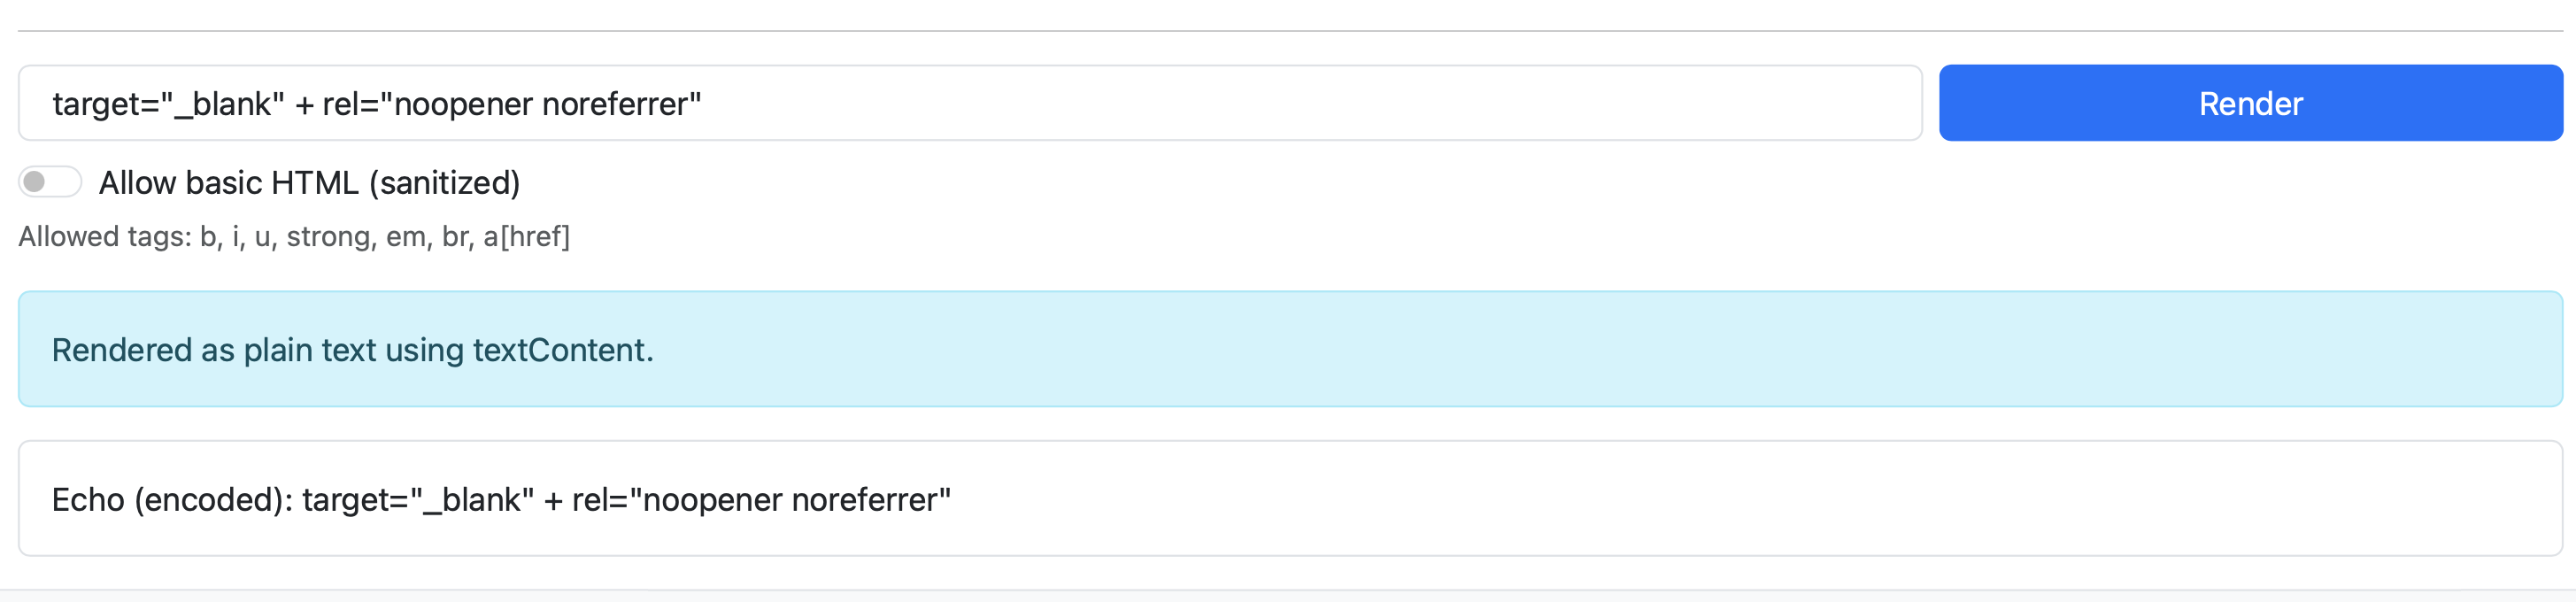 target="_blank" + rel="noopener noreferrer"
Render
Allow basic HTML (sanitized)
Allowed tags: b, i, u, strong, em, br, a[href]
Rendered as plain text using textContent.
Echo (encoded): target="_blank" + rel="noopener noreferrer"